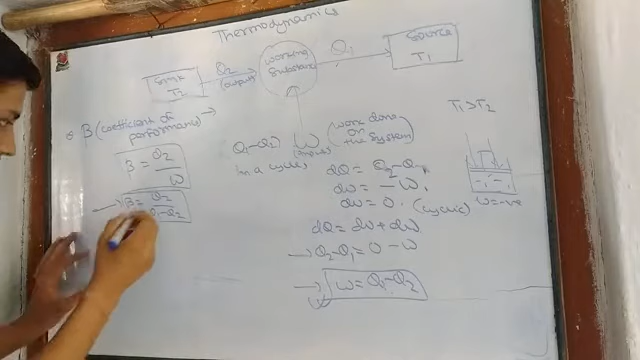 Thermodynamics
Sink
T2
Q2
(output)
working
Substance
Q1
Source
T1
T1>T2
β (coefficient of
performance) →
β = Q2/W
→ β = Q2/Q1-Q2
Q1-Q2)
in a cycle
W (work done
on
the system)
dQ = Q2-Q1
dw = -W,
dU = 0. (cyclic)
W=-ve
dQ = dU + dW
→ Q2-Q1 = 0 - W
→ W = Q1-Q2